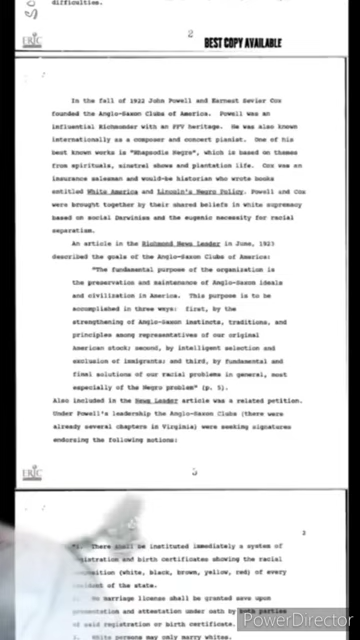 difficulties.
2
ERIC
BEST COPY AVAILABLE
In the fall of 1922 John Powell and Earnest Sevier Cox
founded the Anglo-Saxon Clubs of America. Powell was an
influential Richmonder with an FFV heritage. He was also known
internationally as a composer and concert pianist. One of his
best known works is "Rhapsodie Negre", which is based on themes
from spirituals, minstrel shows and plantation life. Cox was an
insurance salesman and would-be historian who wrote books
entitled White America and Lincoln's Negro Policy. Powell and Cox
were brought together by their shared beliefs in white supremacy
based on social Darwinism and the eugenic necessity for racial
separatism.
An article in the Richmond News Leader in June, 1923
described the goals of the Anglo-Saxon Clubs of America:
"The fundamental purpose of the organization is
the preservation and maintenance of Anglo-Saxon ideals
and civilization in America. This purpose is to be
accomplished in three ways: first, by the
strengthening of Anglo-Saxon instincts, traditions, and
principles among representatives of our original
American stock; second, by intelligent selection and
exclusion of immigrants; and third, by fundamental and
final solutions of our racial problems in general, most
especially of the Negro problem" (p. 5).
Also included in the News Leader article was a related petition.
Under Powell's leadership the Anglo-Saxon Clubs (there were
already several chapters in Virginia) were seeking signatures
endorsing the following motions:
ERIC
3
"1. There shall be instituted immediately a system of
registration and birth certificates showing the racial
composition (white, black, brown, yellow, red) of every
resident of the state.
No marriage license shall be granted save upon
presentation and attestation under oath by both parties
of said registration or birth certificate.
3. White persons may only marry whites.
PowerDirector